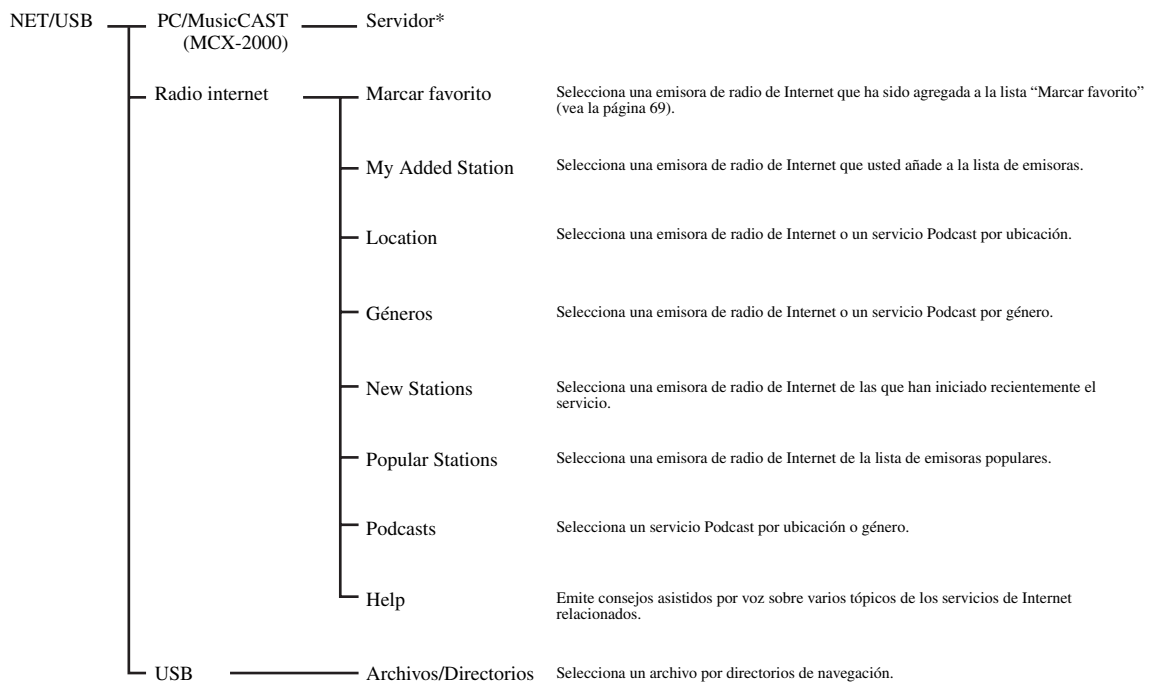 NET/USB PC/MusicCAST (MCX-2000) Servidor*
Radio internet
Marcar favorito
Selecciona una emisora de radio de Internet que ha sido agregada a la lista “Marcar favorito”
(vea la página 69).
My Added Station
Selecciona una emisora de radio de Internet que usted añade a la lista de emisoras.
Location
Selecciona una emisora de radio de Internet o un servicio Podcast por ubicación.
Géneros
Selecciona una emisora de radio de Internet o un servicio Podcast por género.
New Stations
Selecciona una emisora de radio de Internet de las que han iniciado recientemente el
servicio.
Popular Stations
Selecciona una emisora de radio de Internet de la lista de emisoras populares.
Podcasts
Selecciona un servicio Podcast por ubicación o género.
Help
Emite consejos asistidos por voz sobre varios tópicos de los servicios de Internet
relacionados.
USB
Archivos/Directorios
Selecciona un archivo por directorios de navegación.